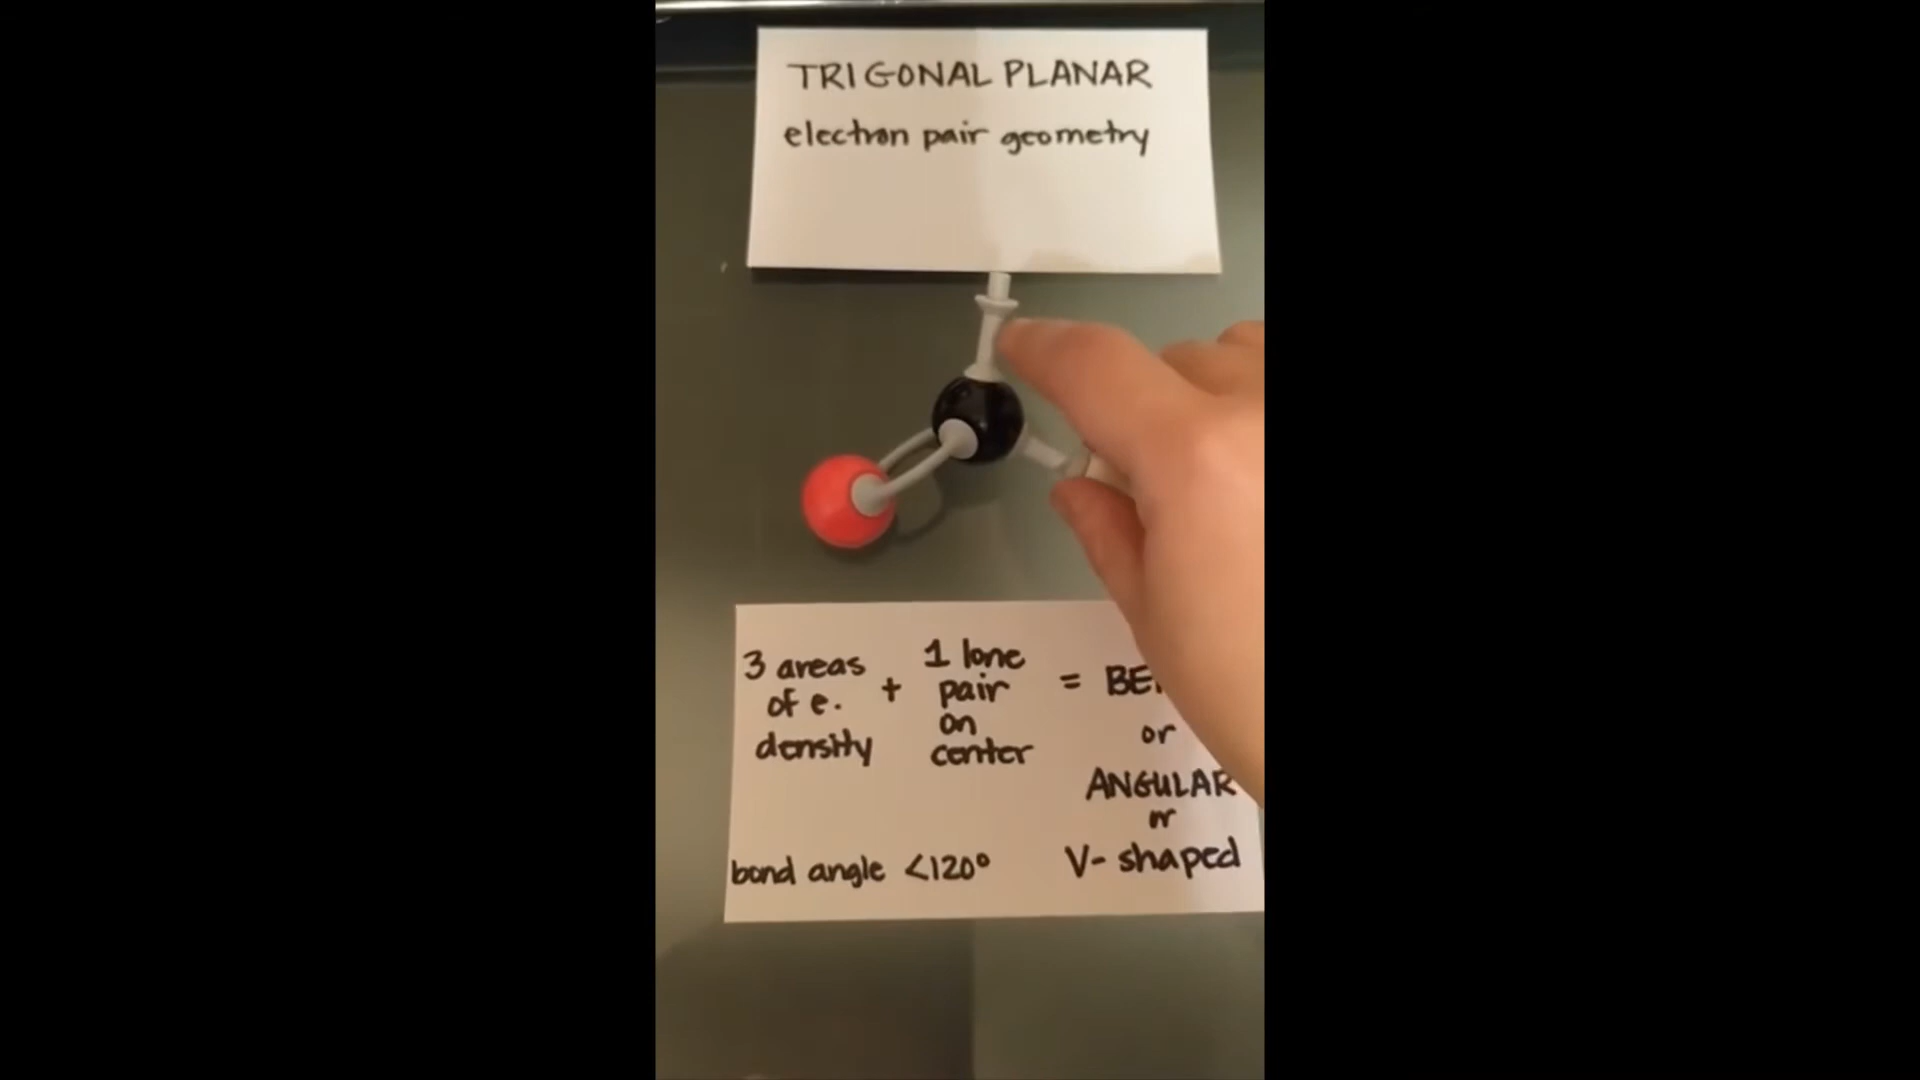 TRIGONAL PLANAR
electron pair geometry
3 areas of e. density
+
1 lone pair on center
=
or
ANGULAR
or
V-shaped
bond angle <120°